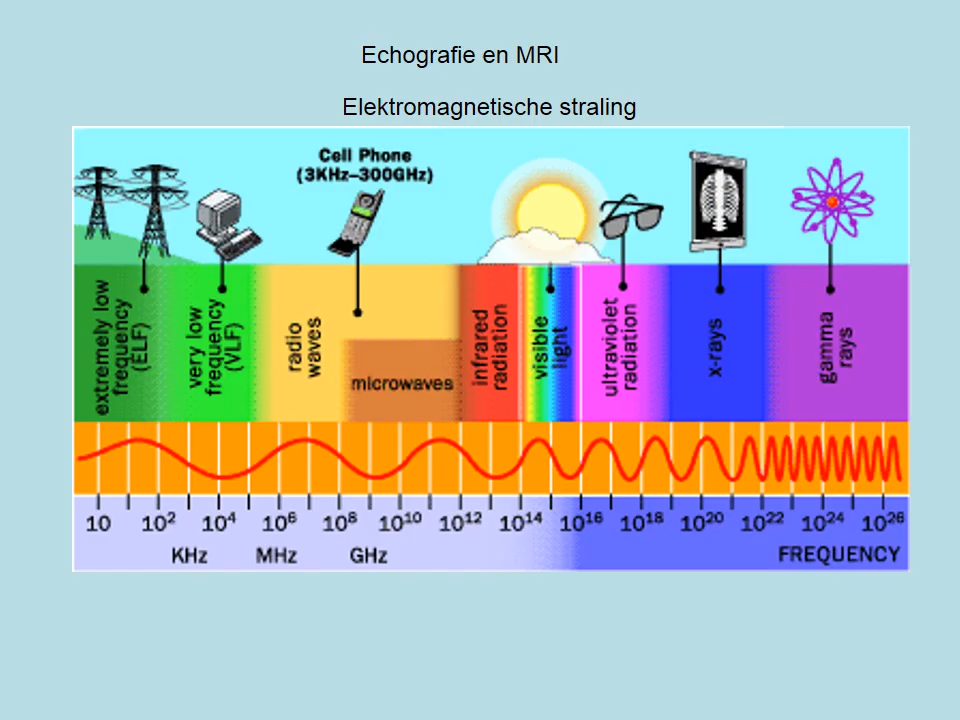 Echografie en MRI
Elektromagnetische straling
Cell Phone
(3KHz–300GHz)
extremely low
frequency
(ELF)
very low
frequency
(VLF)
radio
waves
microwaves
infrared
radiation
visible
light
ultraviolet
radiation
x-rays
gamma
rays
10 10² 10⁴ 10⁶ 10⁸ 10¹⁰ 10¹² 10¹⁴ 10¹⁶ 10¹⁸ 10²⁰ 10²² 10²⁴ 10²⁶
KHz MHz GHz FREQUENCY